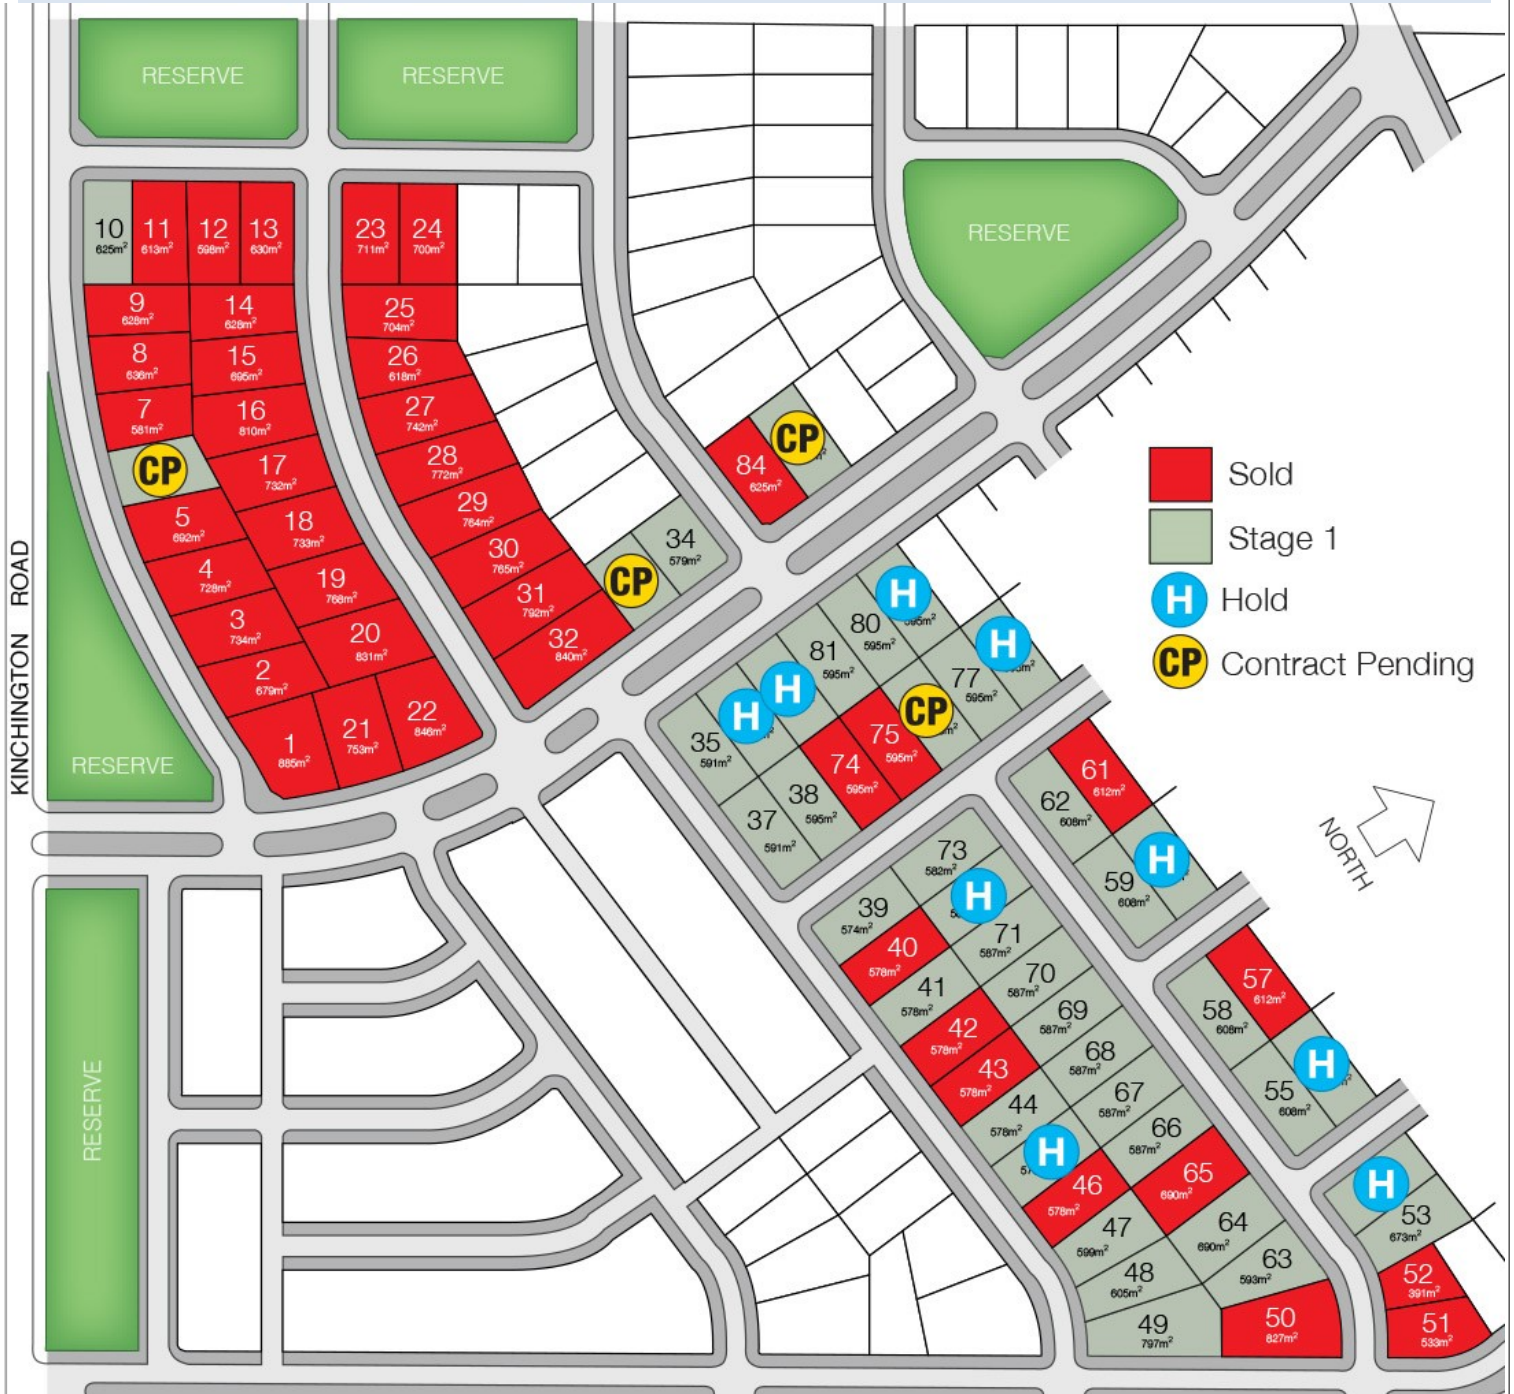 RESERVE
RESERVE
RESERVE
10
625m²
11
613m²
12
598m²
13
630m²
23
711m²
24
700m²
9
628m²
14
628m²
25
704m²
8
636m²
15
695m²
26
618m²
7
581m²
16
810m²
27
742m²
CP
17
732m²
28
772m²
CP
84
625m²
5
692m²
18
733m²
29
764m²
34
579m²
4
728m²
19
768m²
30
765m²
CP
3
734m²
20
831m²
31
792m²
2
679m²
32
840m²
1
885m²
21
753m²
22
846m²
KINCHINGTON ROAD
RESERVE
RESERVE
Sold
Stage 1
H
Hold
CP
Contract Pending
NORTH
H
595m²
80
595m²
H
81
595m²
77
595m²
H
H
CP
35
591m²
75
595m²
74
595m²
38
595m²
37
591m²
61
612m²
62
608m²
H
59
608m²
73
582m²
H
39
574m²
40
578m²
71
587m²
41
578m²
70
587m²
42
578m²
69
587m²
43
578m²
68
587m²
44
578m²
67
587m²
H
66
587m²
46
578m²
65
690m²
47
599m²
64
690m²
48
605m²
63
593m²
49
797m²
50
827m²
57
612m²
58
608m²
H
55
608m²
H
53
673m²
52
391m²
51
533m²